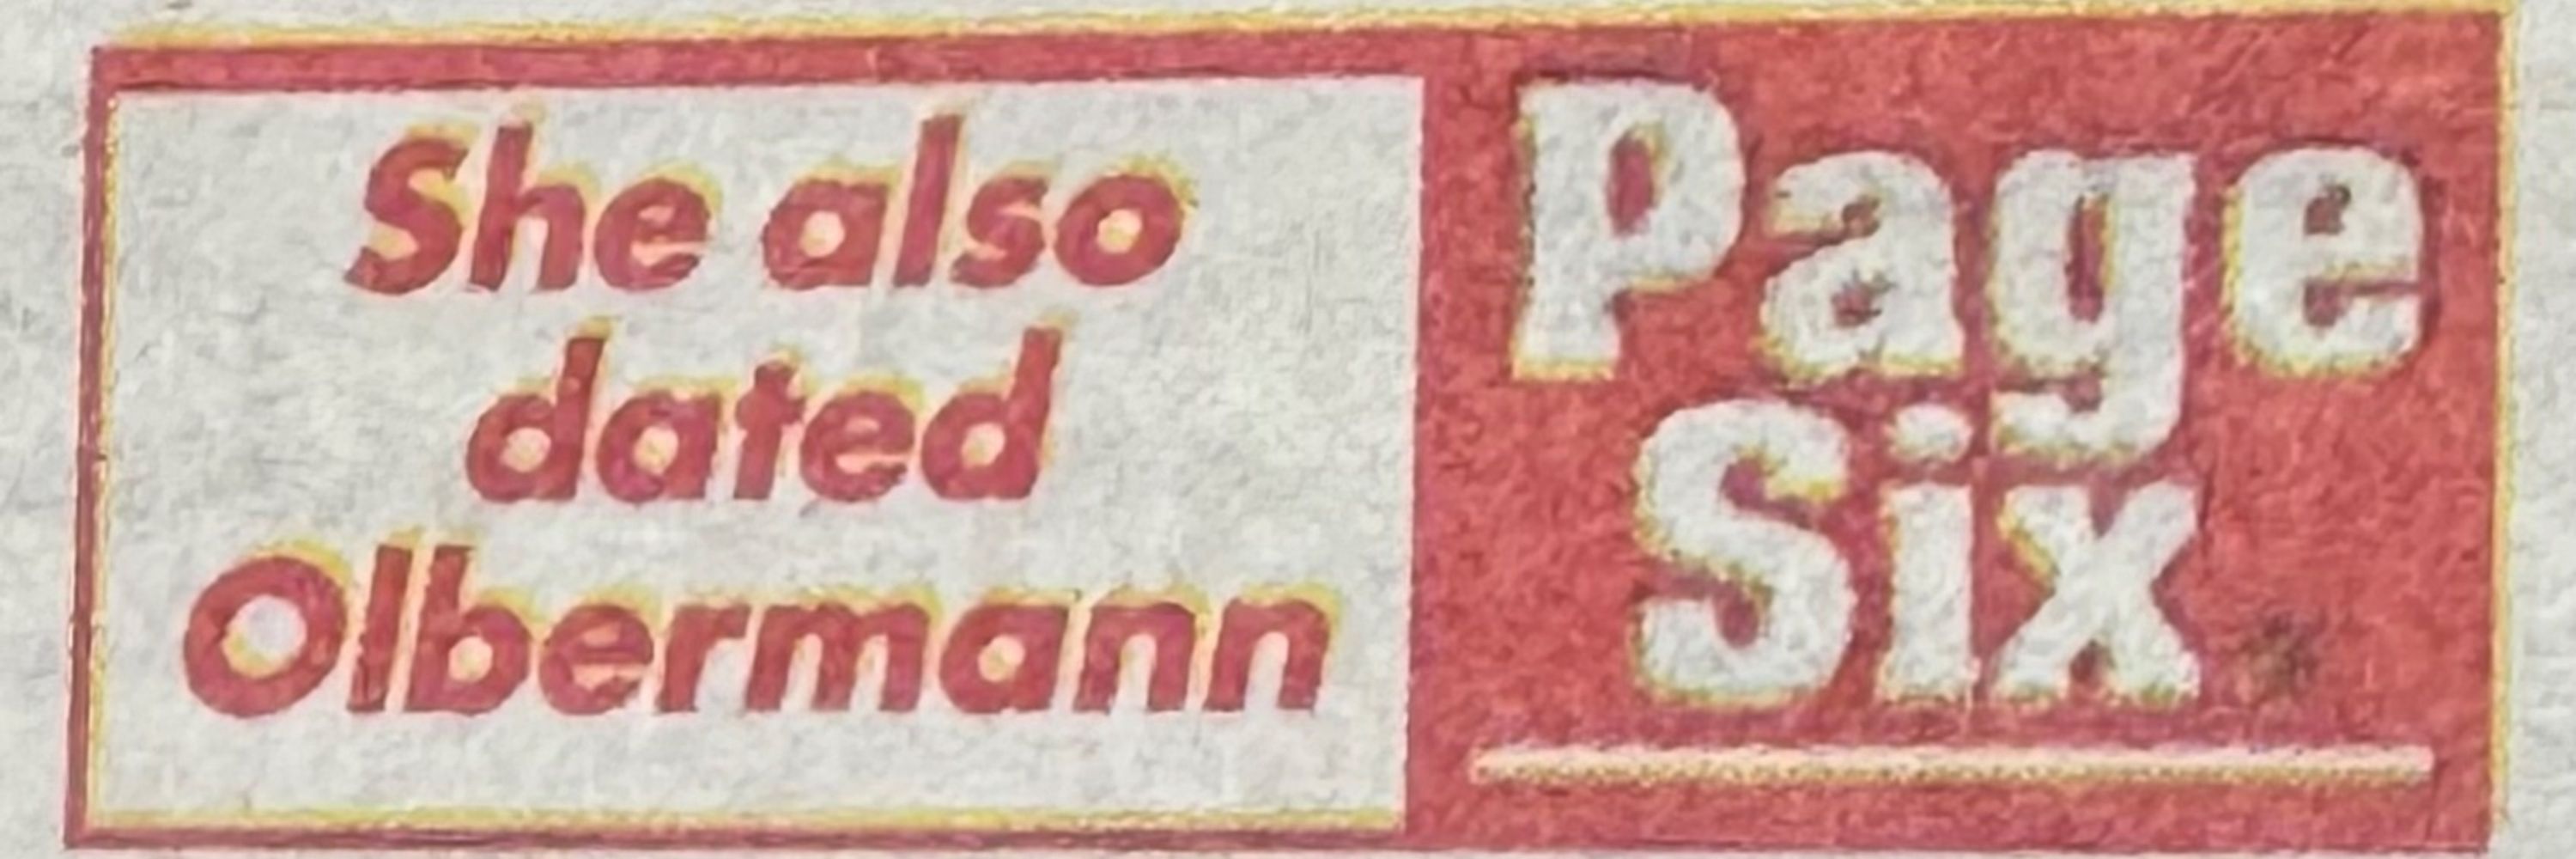 She also
dated
Olbermann
Page
Six